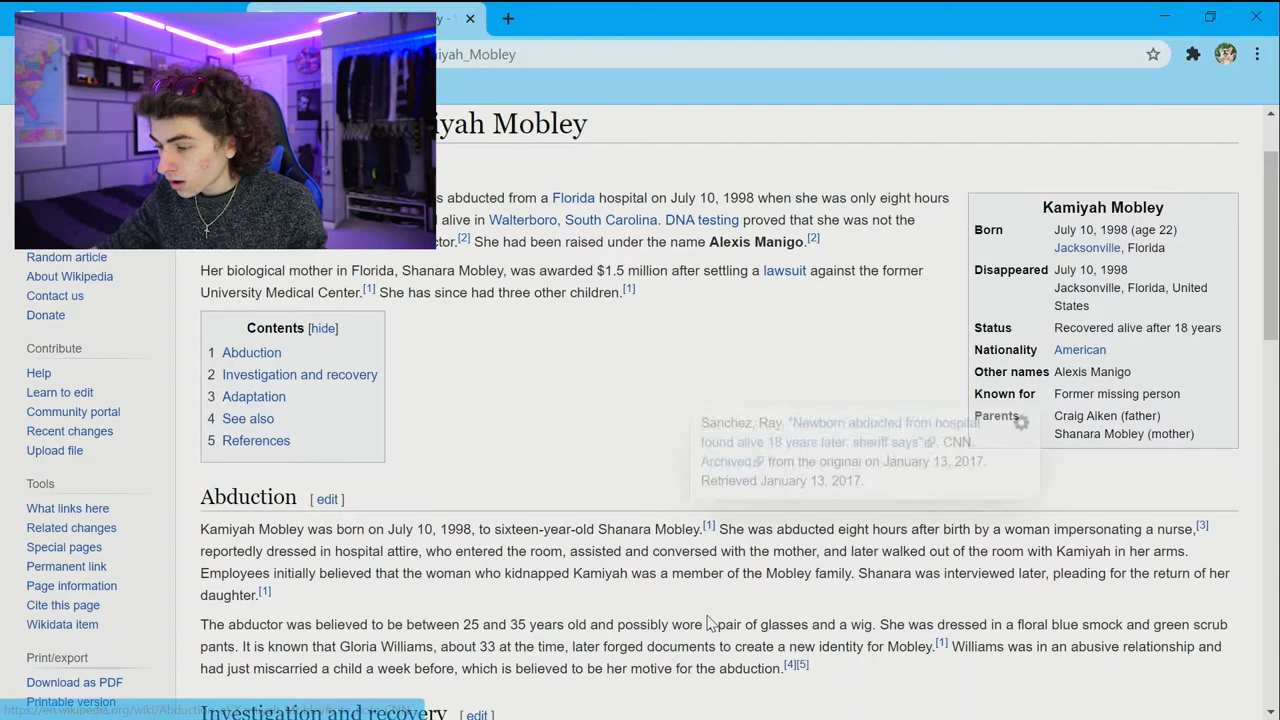 iyah_Mobley
iyah Mobley
s abducted from a Florida hospital on July 10, 1998 when she was only eight hours
d alive in Walterboro, South Carolina. DNA testing proved that she was not the
ctor.[2] She had been raised under the name Alexis Manigo.[2]
Her biological mother in Florida, Shanara Mobley, was awarded $1.5 million after settling a lawsuit against the former
University Medical Center.[1] She has since had three other children.[1]
Kamiyah Mobley
Born July 10, 1998 (age 22)
Jacksonville, Florida
Disappeared July 10, 1998
Jacksonville, Florida, United
States
Status Recovered alive after 18 years
Nationality American
Other names Alexis Manigo
Known for Former missing person
Parents Craig Aiken (father)
Shanara Mobley (mother)
Random article
About Wikipedia
Contact us
Donate
Contribute
Help
Learn to edit
Community portal
Recent changes
Upload file
Tools
What links here
Related changes
Special pages
Permanent link
Page information
Cite this page
Wikidata item
Print/export
Download as PDF
Printable version
Contents [hide]
1 Abduction
2 Investigation and recovery
3 Adaptation
4 See also
5 References
Sanchez, Ray. "Newborn abducted from hospital
found alive 18 years later: sheriff says". CNN.
Archived from the original on January 13, 2017.
Retrieved January 13, 2017.
Abduction [ edit ]
Kamiyah Mobley was born on July 10, 1998, to sixteen-year-old Shanara Mobley.[1] She was abducted eight hours after birth by a woman impersonating a nurse,[3]
reportedly dressed in hospital attire, who entered the room, assisted and conversed with the mother, and later walked out of the room with Kamiyah in her arms.
Employees initially believed that the woman who kidnapped Kamiyah was a member of the Mobley family. Shanara was interviewed later, pleading for the return of her
daughter.[1]
The abductor was believed to be between 25 and 35 years old and possibly wore pair of glasses and a wig. She was dressed in a floral blue smock and green scrub
pants. It is known that Gloria Williams, about 33 at the time, later forged documents to create a new identity for Mobley.[1] Williams was in an abusive relationship and
had just miscarried a child a week before, which is believed to be her motive for the abduction.[4][5]
Investigation and recovery [ edit ]